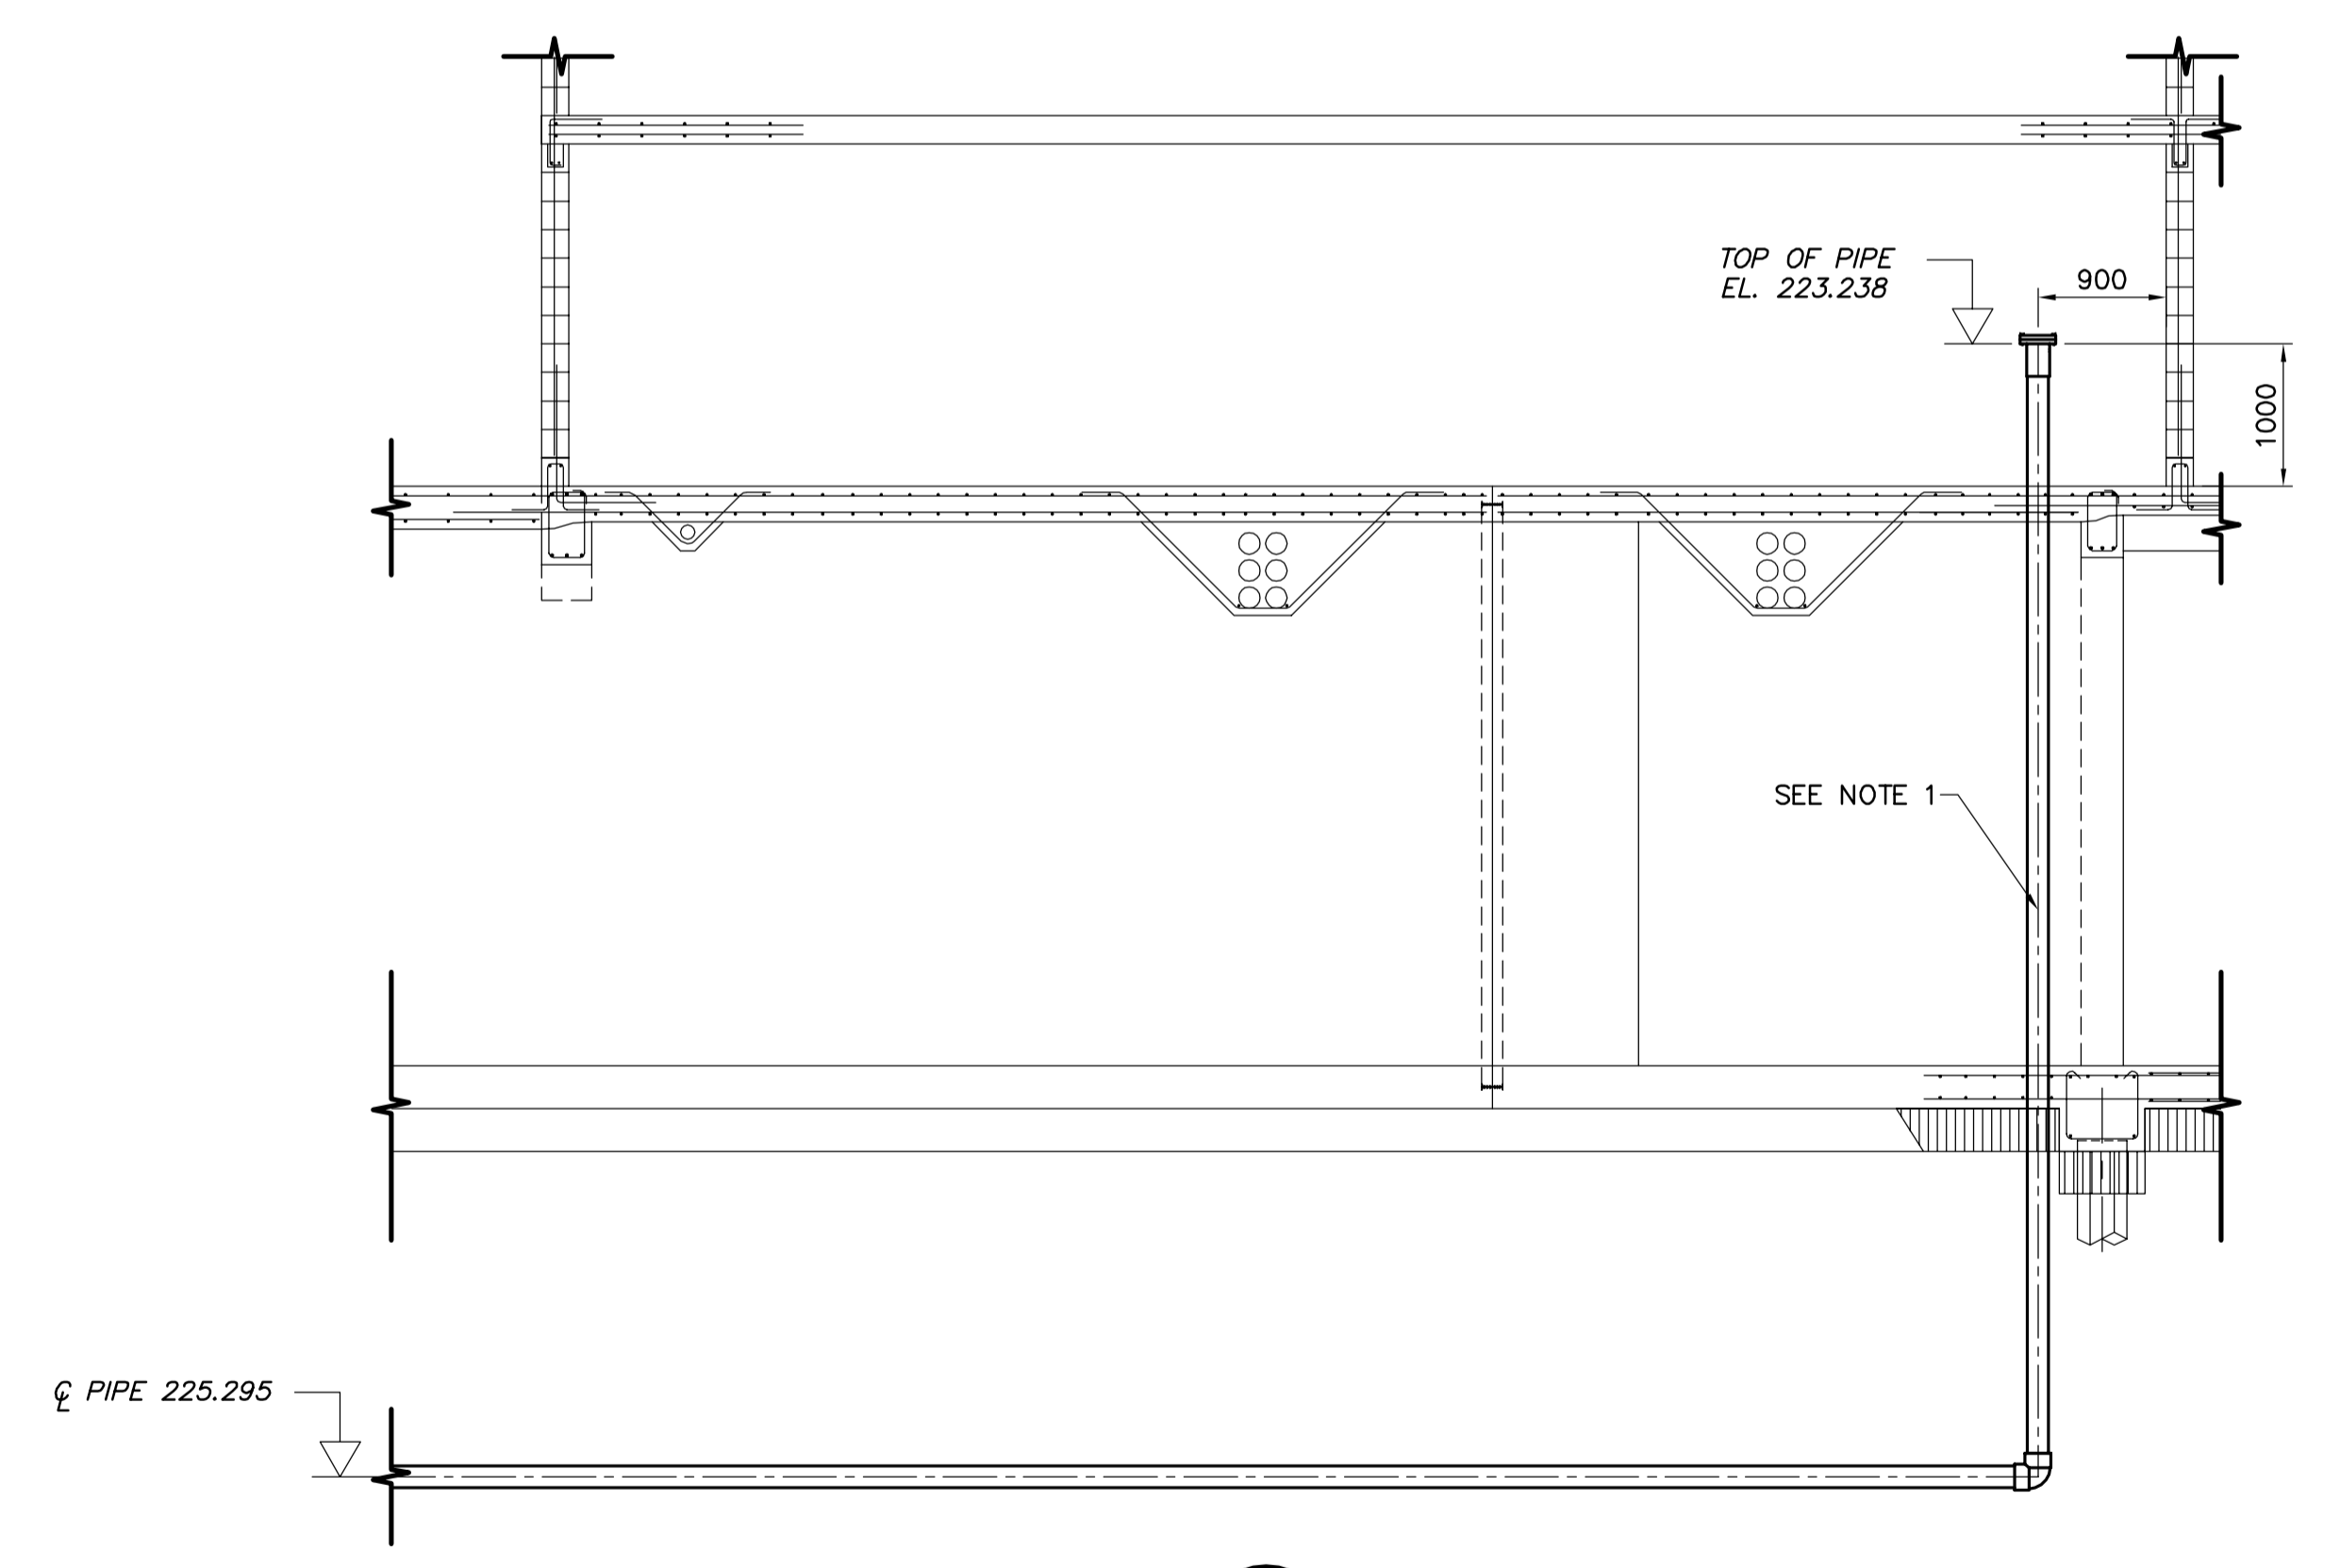 TOP OF PIPE
EL. 223.238
900
1000
SEE NOTE 1
℄ PIPE 225.295